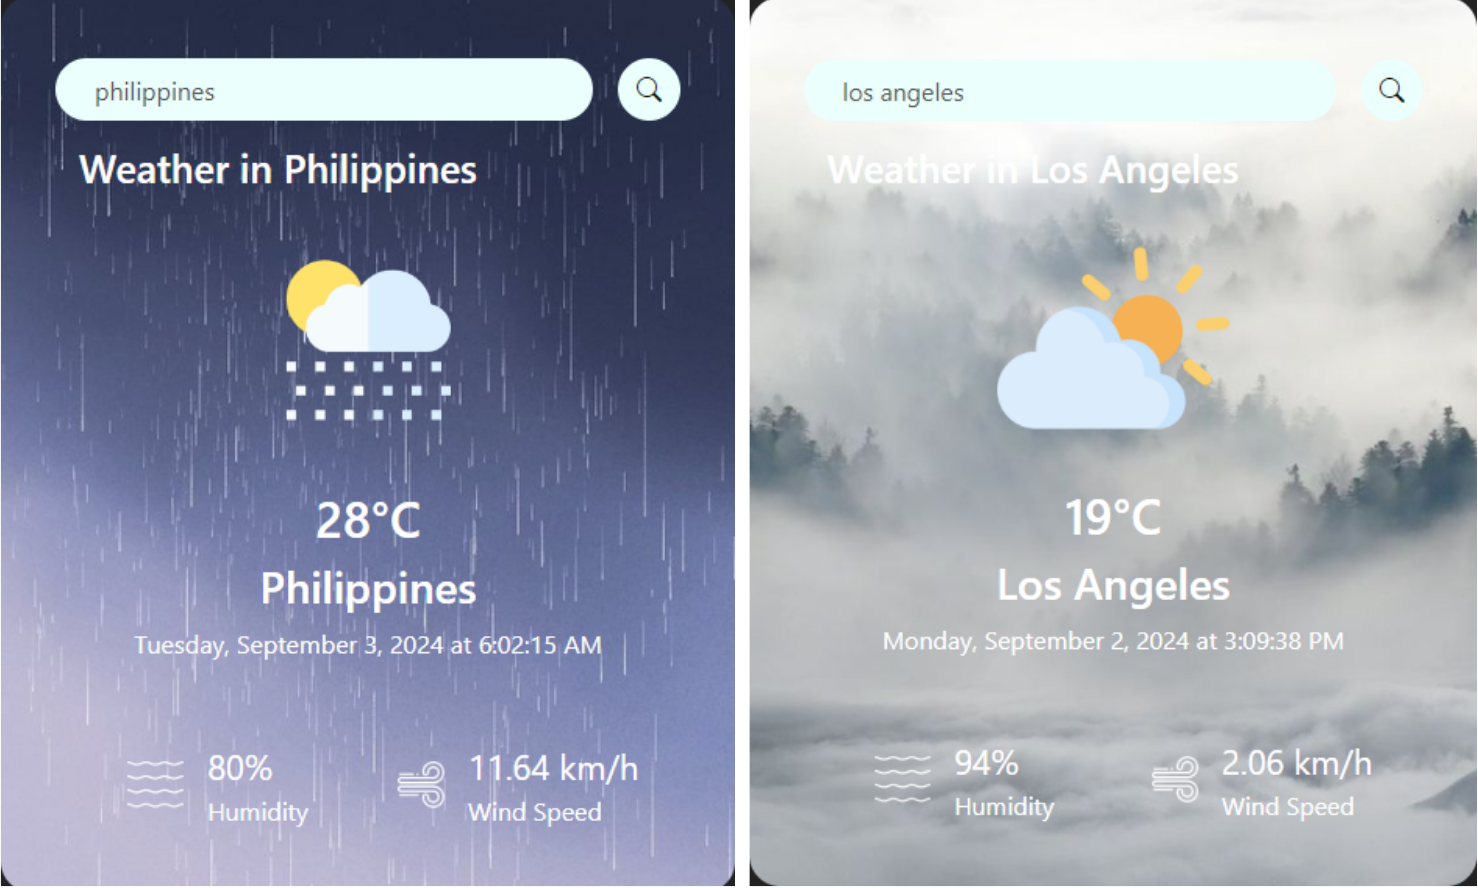 philippines
Weather in Philippines
28°C
Philippines
Tuesday, September 3, 2024 at 6:02:15 AM
80%
Humidity
11.64 km/h
Wind Speed
los angeles
Weather in Los Angeles
19°C
Los Angeles
Monday, September 2, 2024 at 3:09:38 PM
94%
Humidity
2.06 km/h
Wind Speed